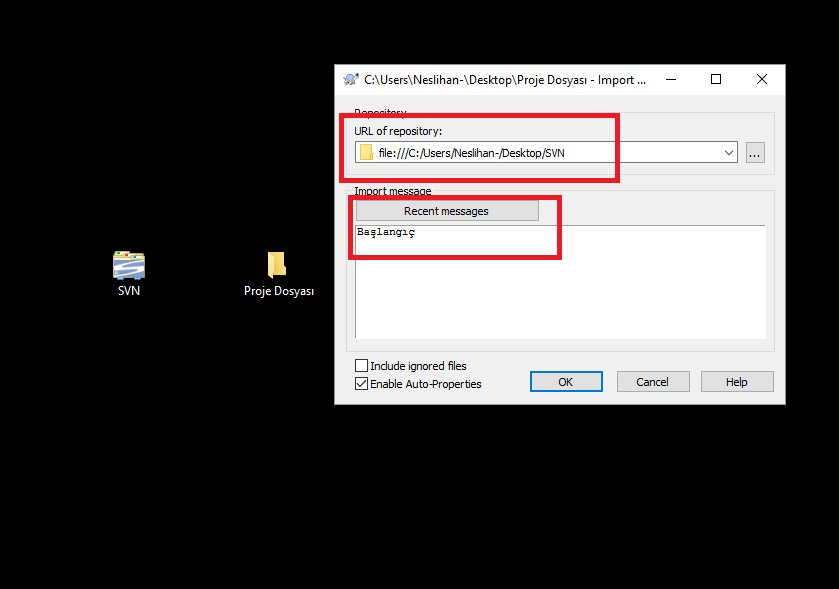 C:\Users\Neslihan-\Desktop\Proje Dosyası - Import ...
Repository
URL of repository:
file:///C:/Users/Neslihan-/Desktop/SVN
...
Import message
Recent messages
Başlangıç
SVN
Proje Dosyası
Include ignored files
Enable Auto-Properties
OK
Cancel
Help